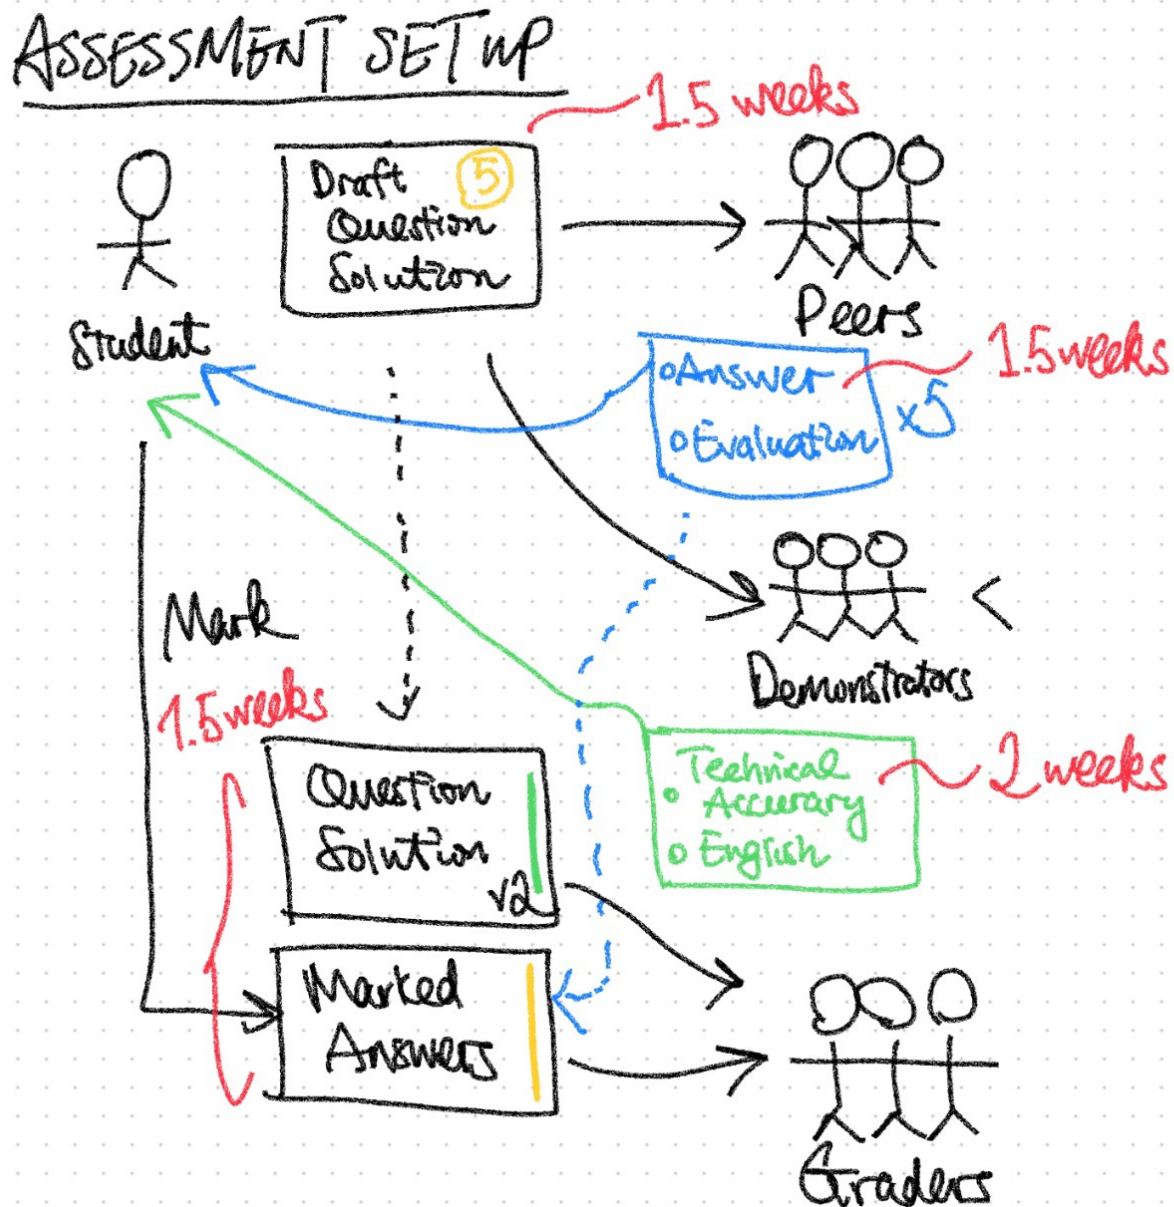 ASSESSMENT SETUP
1.5 weeks
Draft 5
Question
Solution
Student
Peers
1.5 weeks
Answer
Evaluation
x5
Demonstrators
Mark
1.5 weeks
Technical
Accurary
English
2 weeks
Question
Solution
v2
Marked
Answers
Graders